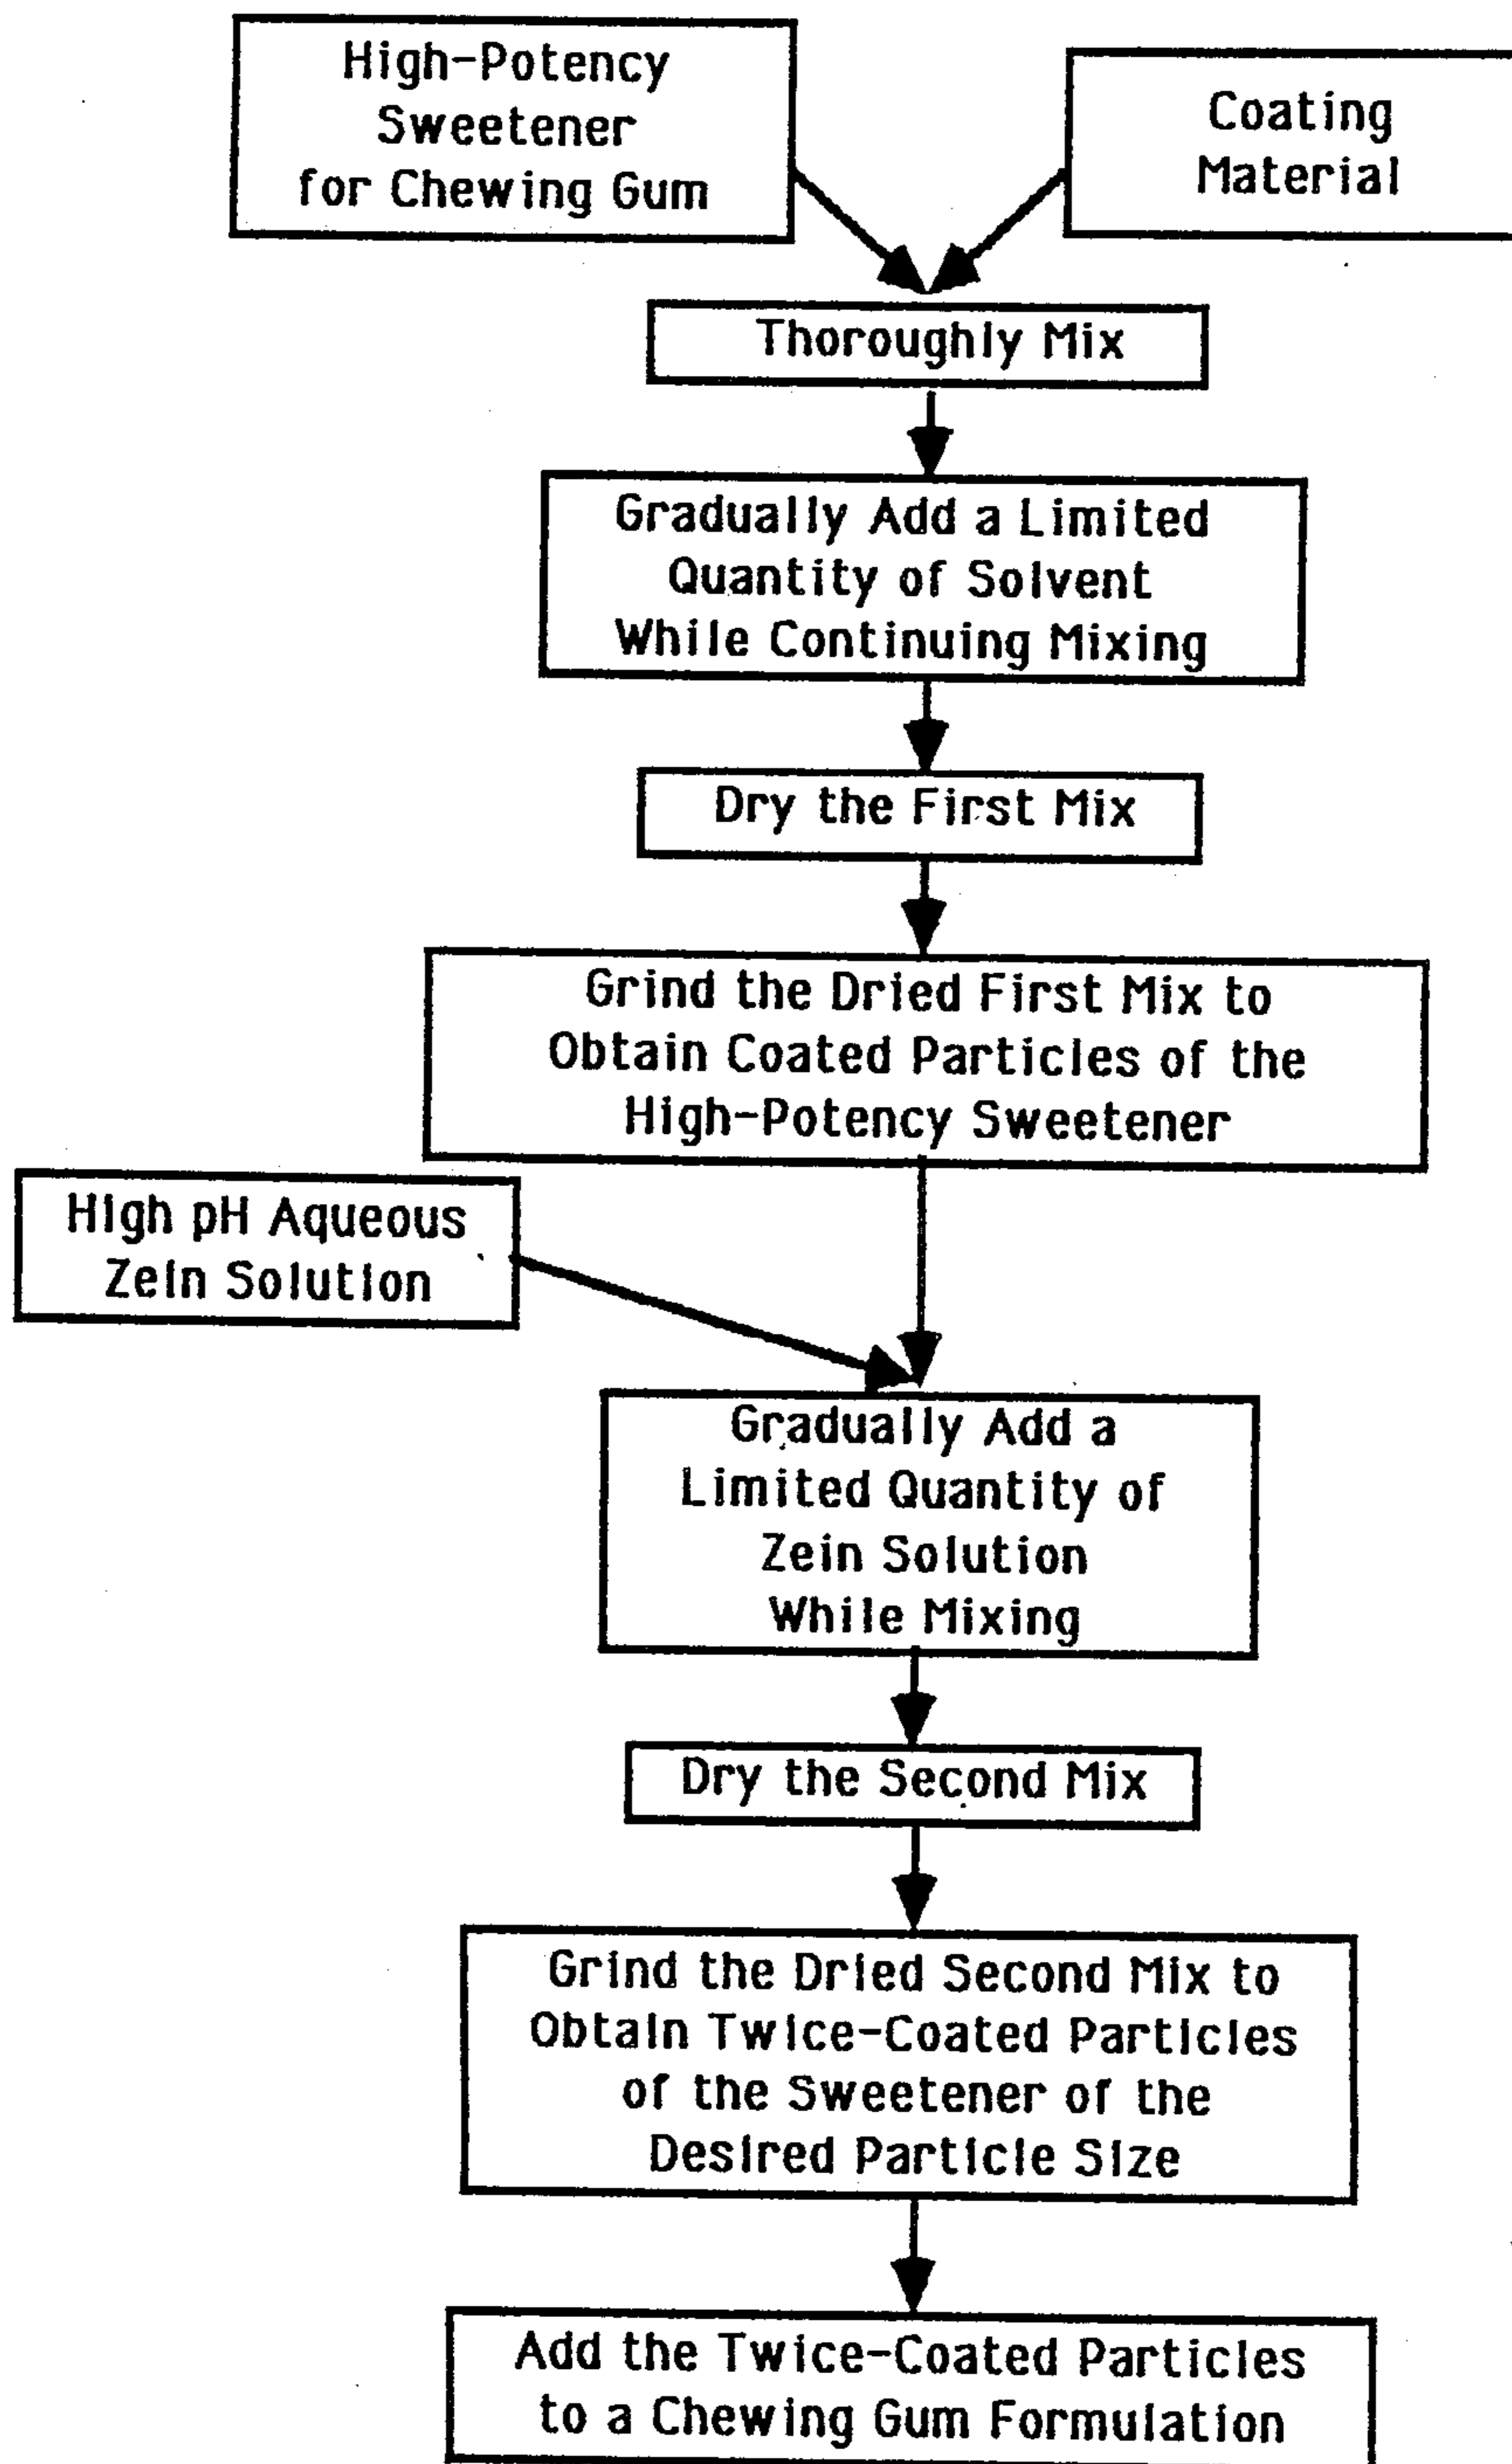 High-Potency
Sweetener
for Chewing Gum
Coating
Material
Thoroughly Mix
Gradually Add a Limited
Quantity of Solvent
While Continuing Mixing
Dry the First Mix
Grind the Dried First Mix to
Obtain Coated Particles of the
High-Potency Sweetener
High pH Aqueous
Zein Solution
Gradually Add a
Limited Quantity of
Zein Solution
While Mixing
Dry the Second Mix
Grind the Dried Second Mix to
Obtain Twice-Coated Particles
of the Sweetener of the
Desired Particle Size
Add the Twice-Coated Particles
to a Chewing Gum Formulation